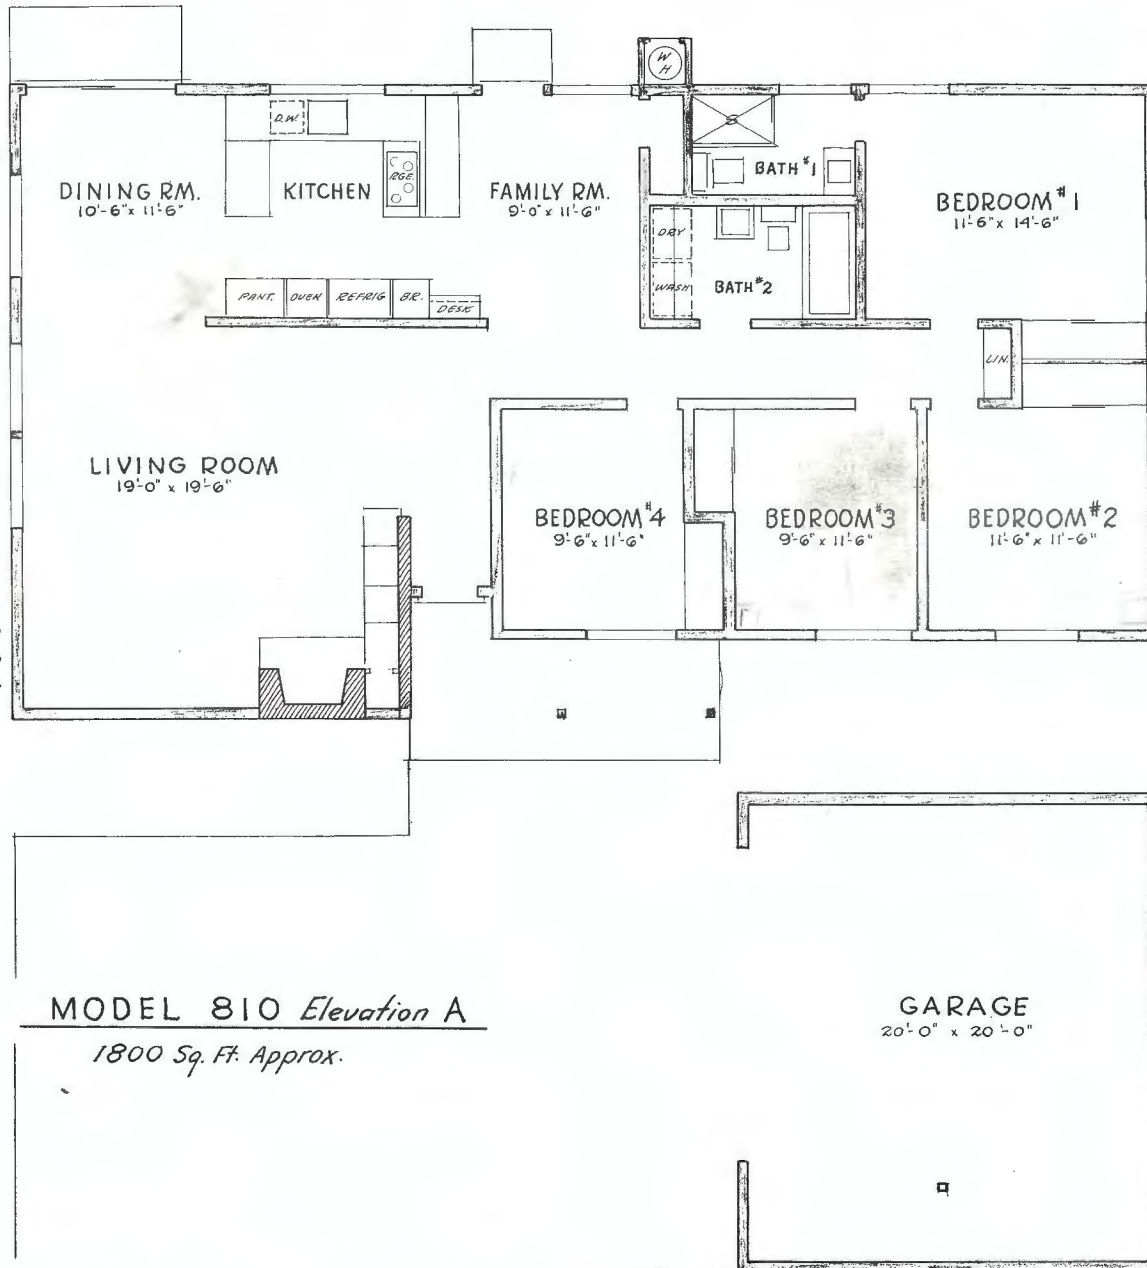 W
H
D.W.
DINING RM.
10'-6" x 11'-6"
KITCHEN
RGE.
FAMILY RM.
9'-0" x 11'-6"
BATH #1
BEDROOM #1
11'-6" x 14'-6"
DRY
WASH
BATH #2
PANT.
OVEN
REFRIG
BR.
DESK
LIN.
LIVING ROOM
19'-0" x 19'-6"
BEDROOM #4
9'-6" x 11'-6"
BEDROOM #3
9'-6" x 11'-6"
BEDROOM #2
11'-6" x 11'-6"
MODEL 810 Elevation A
1800 Sq. Ft. Approx.
GARAGE
20'-0" x 20'-0"